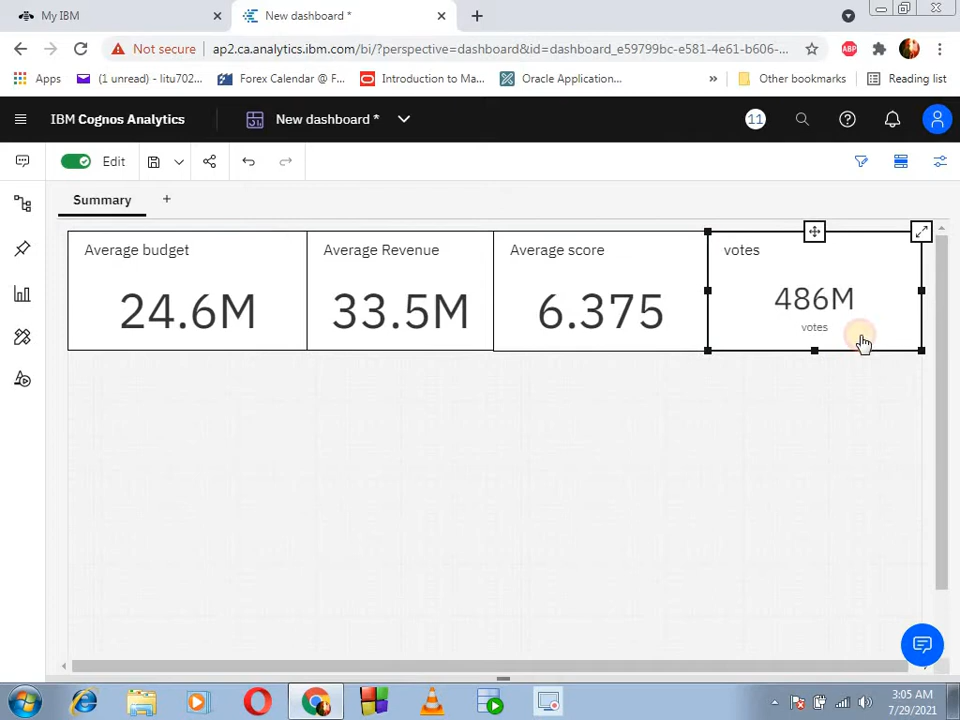 My IBM
New dashboard *
Not secure
ap2.ca.analytics.ibm.com/bi/?perspective=dashboard&id=dashboard_e59799bc-e581-4e61-b606-...
ABP
Apps
(1 unread) - litu702...
Forex Calendar @ F...
Introduction to Ma...
Oracle Application...
»
Other bookmarks
Reading list
IBM Cognos Analytics
New dashboard *
11
Edit
Summary
+
Average budget
24.6M
Average Revenue
33.5M
Average score
6.375
votes
486M
votes
3:05 AM
7/29/2021